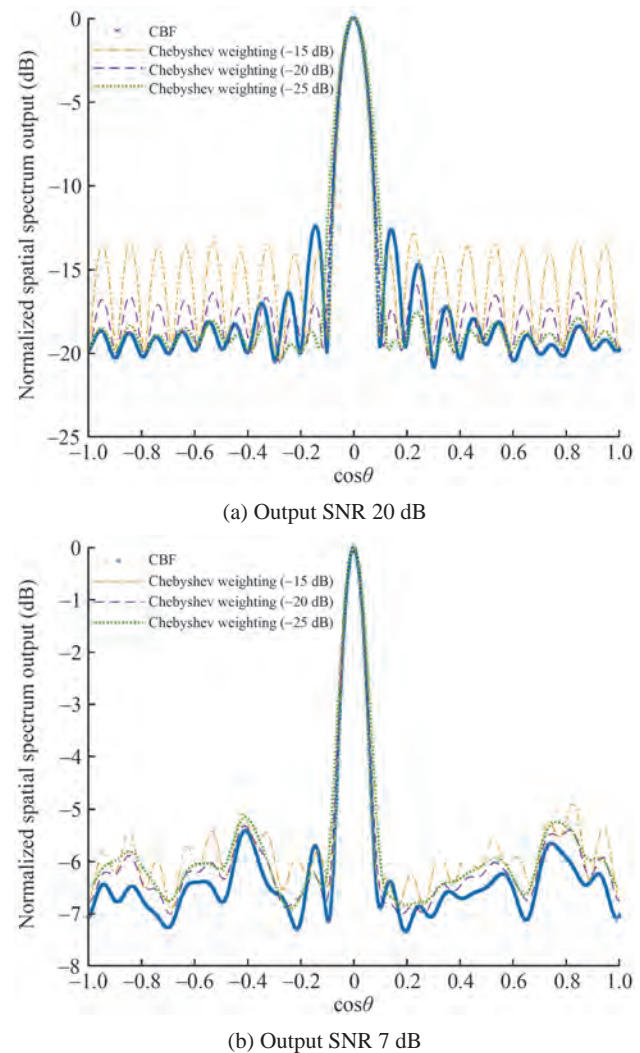 0
−5
−10
−15
−20
−25
Normalized spatial spectrum output (dB)
CBF
Chebyshev weighting (−15 dB)
Chebyshev weighting (−20 dB)
Chebyshev weighting (−25 dB)
−1.0 −0.8 −0.6 −0.4 −0.2 0 0.2 0.4 0.6 0.8 1.0
cosθ
(a) Output SNR 20 dB
0
−1
−2
−3
−4
−5
−6
−7
−8
Normalized spatial spectrum output (dB)
CBF
Chebyshev weighting (−15 dB)
Chebyshev weighting (−20 dB)
Chebyshev weighting (−25 dB)
−1.0 −0.8 −0.6 −0.4 −0.2 0 0.2 0.4 0.6 0.8 1.0
cosθ
(b) Output SNR 7 dB